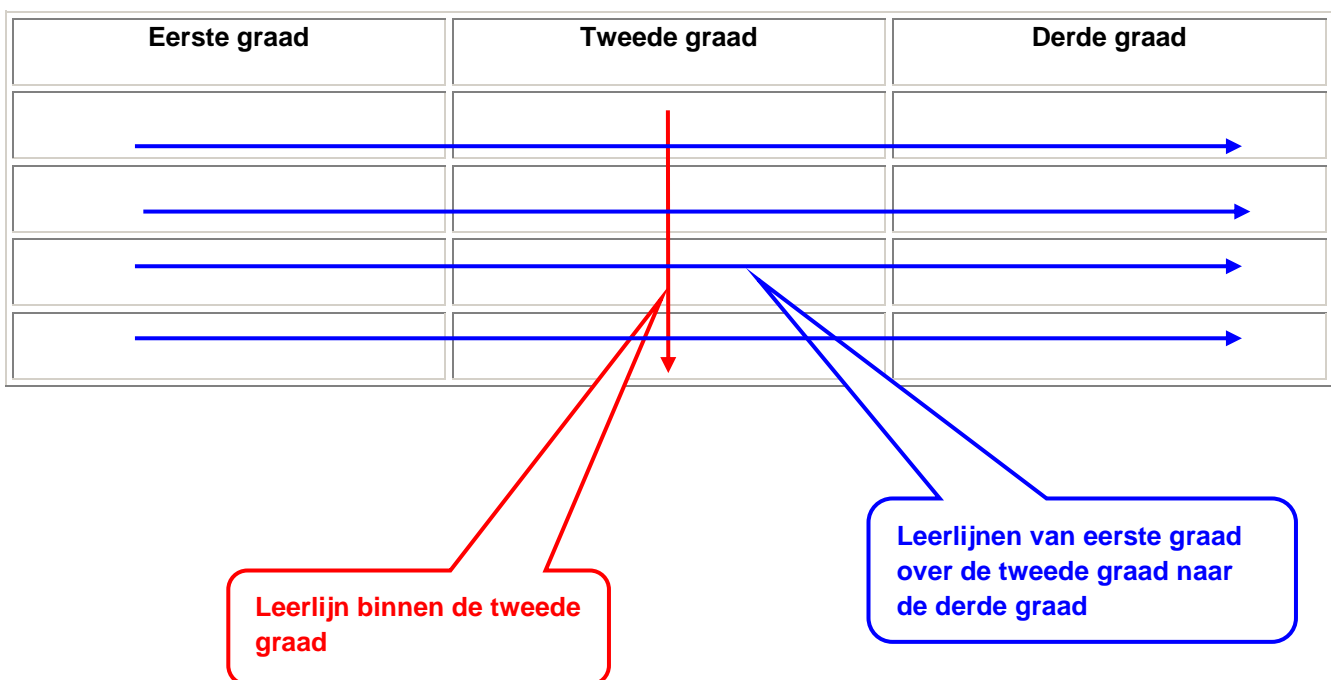 Eerste graad
Tweede graad
Derde graad
Leerlijnen van eerste graad
over de tweede graad naar
de derde graad
Leerlijn binnen de tweede
graad